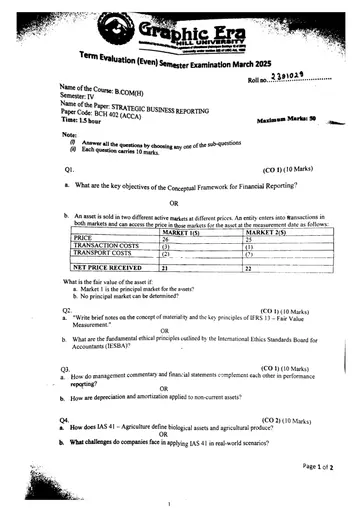 Graphic Era
HILL UNIVERSITY
Term Evaluation (Even) Semester Examination March 2025
Roll no..2391029
Name of the Course: B.COM(H)
Semester: IV
Name of the Paper: STRATEGIC BUSINESS REPORTING
Paper Code: BCH 402 (ACCA)
Time: 1.5 hour Maximum Marks: 50
Note:
(i) Answer all the questions by choosing any one of the sub-questions
(ii) Each question carries 10 marks.
Q1. (CO 1) (10 Marks)
a. What are the key objectives of the Conceptual Framework for Financial Reporting?
OR
b. An asset is sold in two different active markets at different prices. An entity enters into transactions in
both markets and can access the price in those markets for the asset at the measurement date as follows:
MARKET 1($) MARKET 2($)
PRICE 26 25
TRANSACTION COSTS (3) (1)
TRANSPORT COSTS (2) (2)
NET PRICE RECEIVED 21 22
What is the fair value of the asset if:
a. Market 1 is the principal market for the assets?
b. No principal market can be determined?
Q2. (CO 1) (10 Marks)
a. "Write brief notes on the concept of materiality and the key principles of IFRS 13 – Fair Value
Measurement."
OR
b. What are the fundamental ethical principles outlined by the International Ethics Standards Board for
Accountants (IESBA)?
Q3. (CO 1) (10 Marks)
a. How do management commentary and financial statements complement each other in performance
reporting?
OR
b. How are depreciation and amortization applied to non-current assets?
Q4. (CO 2) (10 Marks)
a. How does IAS 41 – Agriculture define biological assets and agricultural produce?
OR
b. What challenges do companies face in applying IAS 41 in real-world scenarios?
Page 1 of 2
1